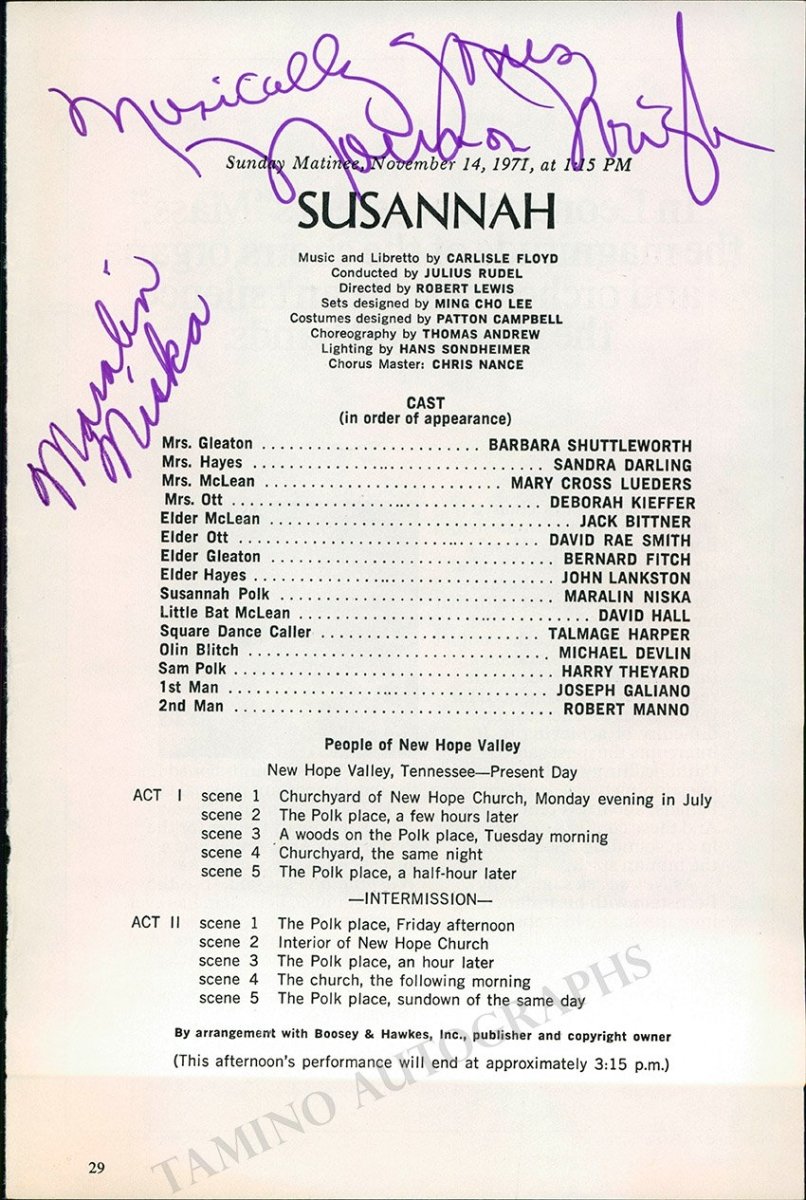 Musically Yours
Sunday Matinee, November 14, 1971, at 1:15 PM
SUSANNAH
Music and Libretto by CARLISLE FLOYD
Conducted by JULIUS RUDEL
Directed by ROBERT LEWIS
Sets designed by MING CHO LEE
Costumes designed by PATTON CAMPBELL
Choreography by THOMAS ANDREW
Lighting by HANS SONDHEIMER
Chorus Master: CHRIS NANCE
Maralin
Niska
CAST
(in order of appearance)
Mrs. Gleaton ........................ BARBARA SHUTTLEWORTH
Mrs. Hayes ................................ SANDRA DARLING
Mrs. McLean ........................... MARY CROSS LUEDERS
Mrs. Ott .................................. DEBORAH KIEFFER
Elder McLean ................................. JACK BITTNER
Elder Ott ................................. DAVID RAE SMITH
Elder Gleaton ............................... BERNARD FITCH
Elder Hayes ................................. JOHN LANKSTON
Susannah Polk ............................... MARALIN NISKA
Little Bat McLean ............................... DAVID HALL
Square Dance Caller ........................ TALMAGE HARPER
Olin Blitch ................................. MICHAEL DEVLIN
Sam Polk .................................... HARRY THEYARD
1st Man .................................... JOSEPH GALIANO
2nd Man ..................................... ROBERT MANNO
People of New Hope Valley
New Hope Valley, Tennessee—Present Day
ACT I scene 1 Churchyard of New Hope Church, Monday evening in July
scene 2 The Polk place, a few hours later
scene 3 A woods on the Polk place, Tuesday morning
scene 4 Churchyard, the same night
scene 5 The Polk place, a half-hour later
—INTERMISSION—
ACT II scene 1 The Polk place, Friday afternoon
scene 2 Interior of New Hope Church
scene 3 The Polk place, an hour later
scene 4 The church, the following morning
scene 5 The Polk place, sundown of the same day
By arrangement with Boosey & Hawkes, Inc., publisher and copyright owner
(This afternoon's performance will end at approximately 3:15 p.m.)
TAMINO AUTOGRAPHS
29